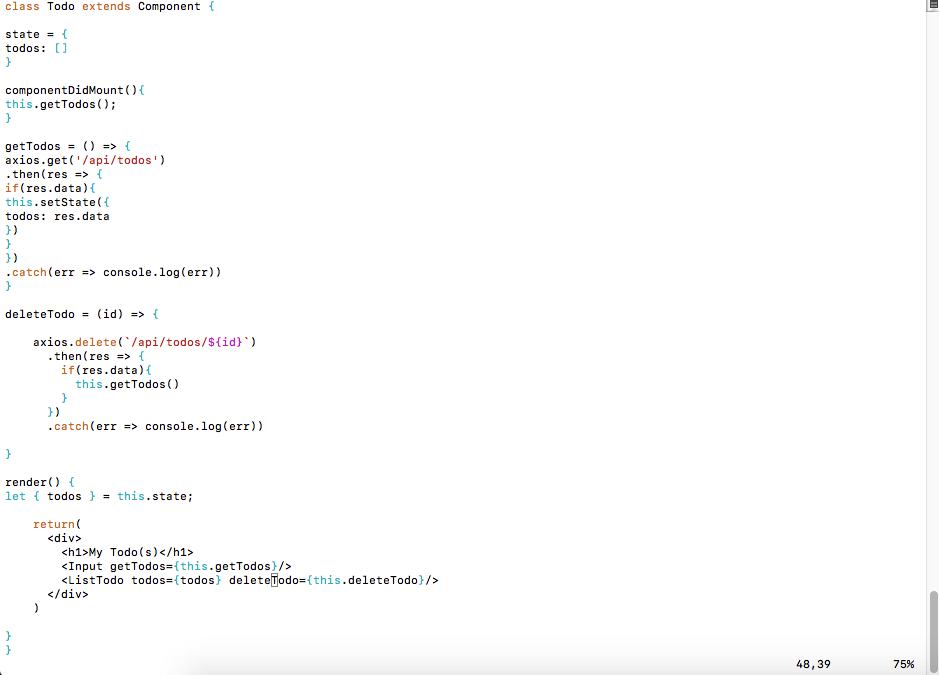 class Todo extends Component {
state = {
todos: []
}
componentDidMount(){
this.getTodos();
}
getTodos = () => {
axios.get('/api/todos')
.then(res => {
if(res.data){
this.setState({
todos: res.data
})
}
})
.catch(err => console.log(err))
}
deleteTodo = (id) => {
    axios.delete(`/api/todos/${id}`)
      .then(res => {
        if(res.data){
          this.getTodos()
        }
      })
      .catch(err => console.log(err))
}
render() {
let { todos } = this.state;
    return(
      <div>
        <h1>My Todo(s)</h1>
        <Input getTodos={this.getTodos}/>
        <ListTodo todos={todos} deleteTodo={this.deleteTodo}/>
      </div>
    )
}
}
48,39 75%